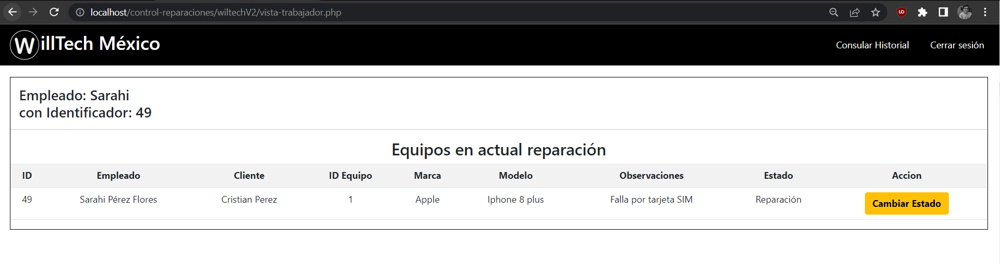 localhost/control-reparaciones/wiltechV2/vista-trabajador.php
WillTech México
Consular Historial Cerrar sesión
Empleado: Sarahi
con Identificador: 49
Equipos en actual reparación
ID Empleado Cliente ID Equipo Marca Modelo Observaciones Estado Accion
49 Sarahi Pérez Flores Cristian Perez 1 Apple Iphone 8 plus Falla por tarjeta SIM Reparación Cambiar Estado